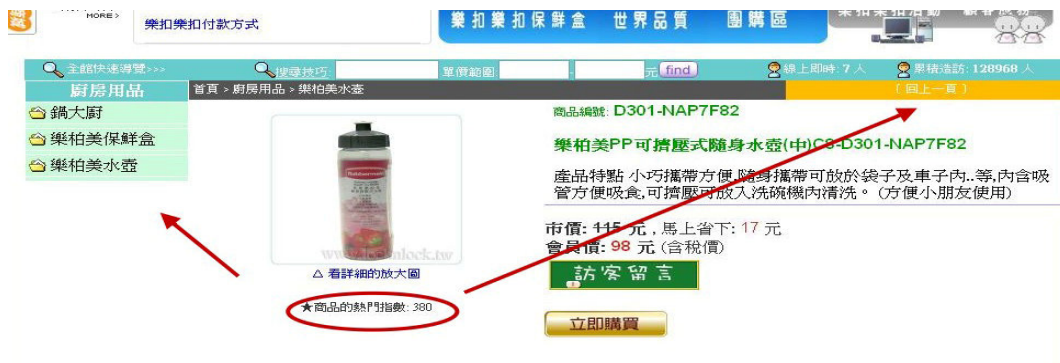 MORE >
樂扣樂扣付款方式
樂扣樂扣保鮮盒 世界品質 團購區
全館快速導覽>>>
搜尋技巧:
單價範圍:
-
元 find
線上即時: 7 人
累積造訪: 128968 人
廚房用品
首頁 > 廚房用品 > 樂柏美水壺
[ 回上一頁 ]
鍋大廚
樂柏美保鮮盒
樂柏美水壺
Rubbermaid
△ 看詳細的放大圖
★商品的熱門指數: 380
商品編號: D301-NAP7F82
樂柏美PP可擠壓式隨身水壺(中)C8-D301-NAP7F82
產品特點 小巧攜帶方便,隨身攜帶可放於袋子及車子內..等,內含吸
管方便吸食,可擠壓可放入洗碗機內清洗。 (方便小朋友使用)
市價: 115 元 , 馬上省下: 17 元
會員價: 98 元 (含稅價)
訪客留言
立即購買